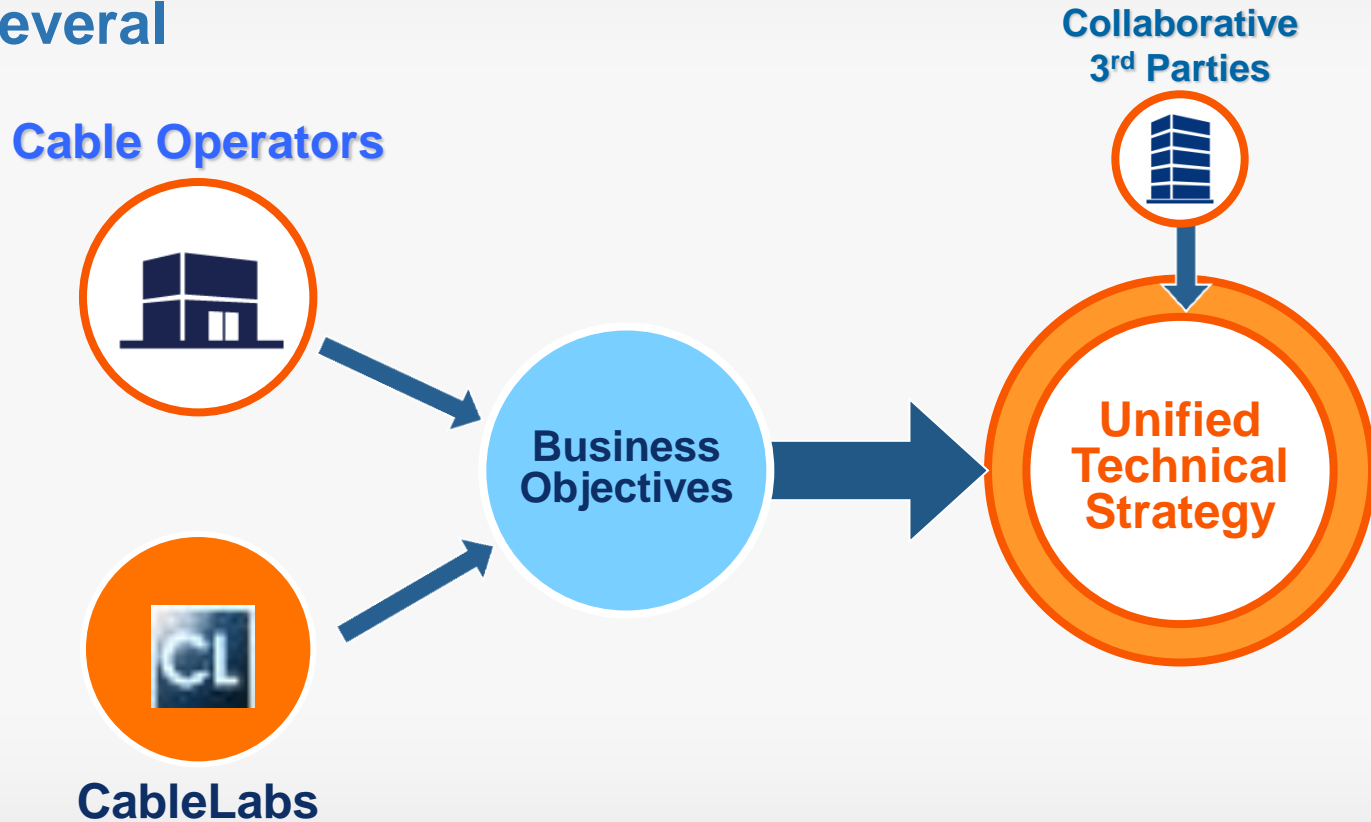 everal
Collaborative
3rd Parties
Cable Operators
Business
Objectives
Unified
Technical
Strategy
CL
CableLabs